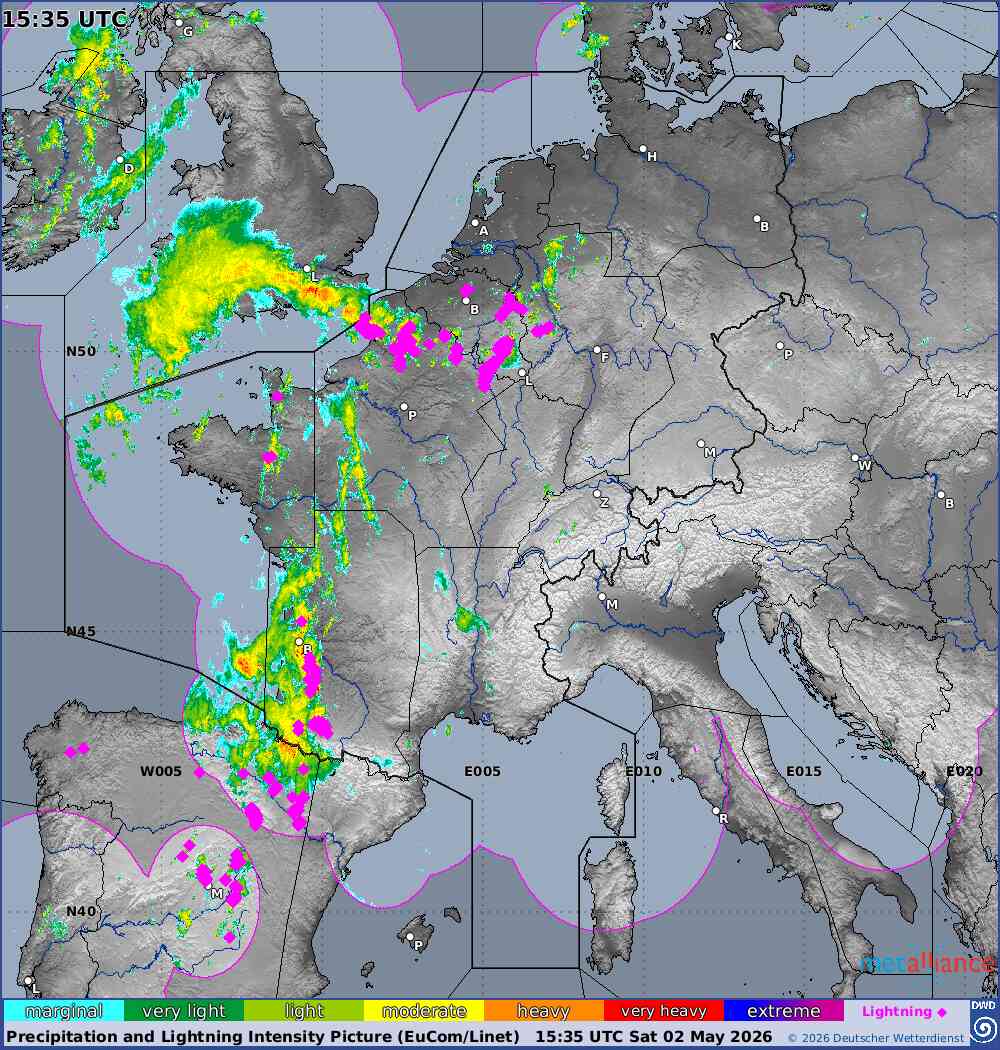 15:35 UTC
G
K
D
H
A
B
L
B
N50
F
P
L
P
M
W
B
Z
M
N45
B
W005
E005
E010
E015
E020
R
M
N40
P
L
metalliance
marginal very light light moderate heavy very heavy extreme Lightning
DWD
Precipitation and Lightning Intensity Picture (EuCom/Linet) 15:35 UTC Sat 02 May 2026 © 2026 Deutscher Wetterdienst